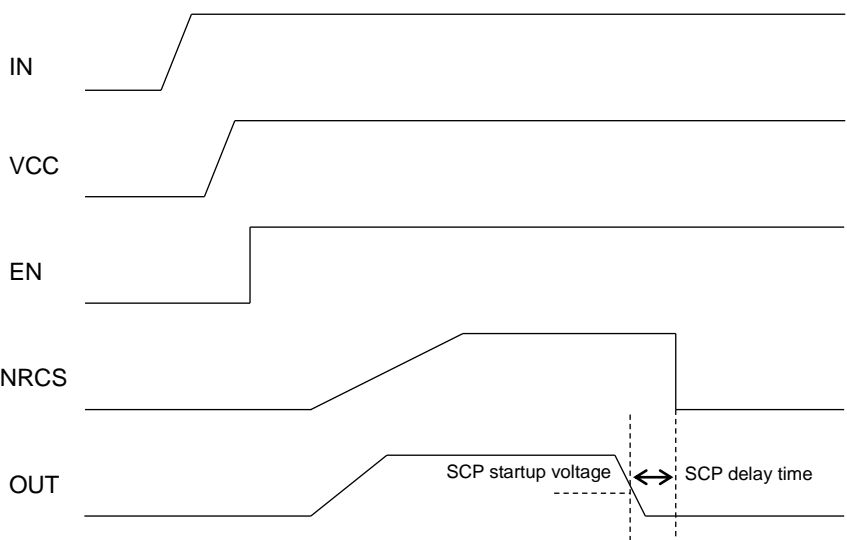 IN
VCC
EN
NRCS
OUT
SCP startup voltage
SCP delay time